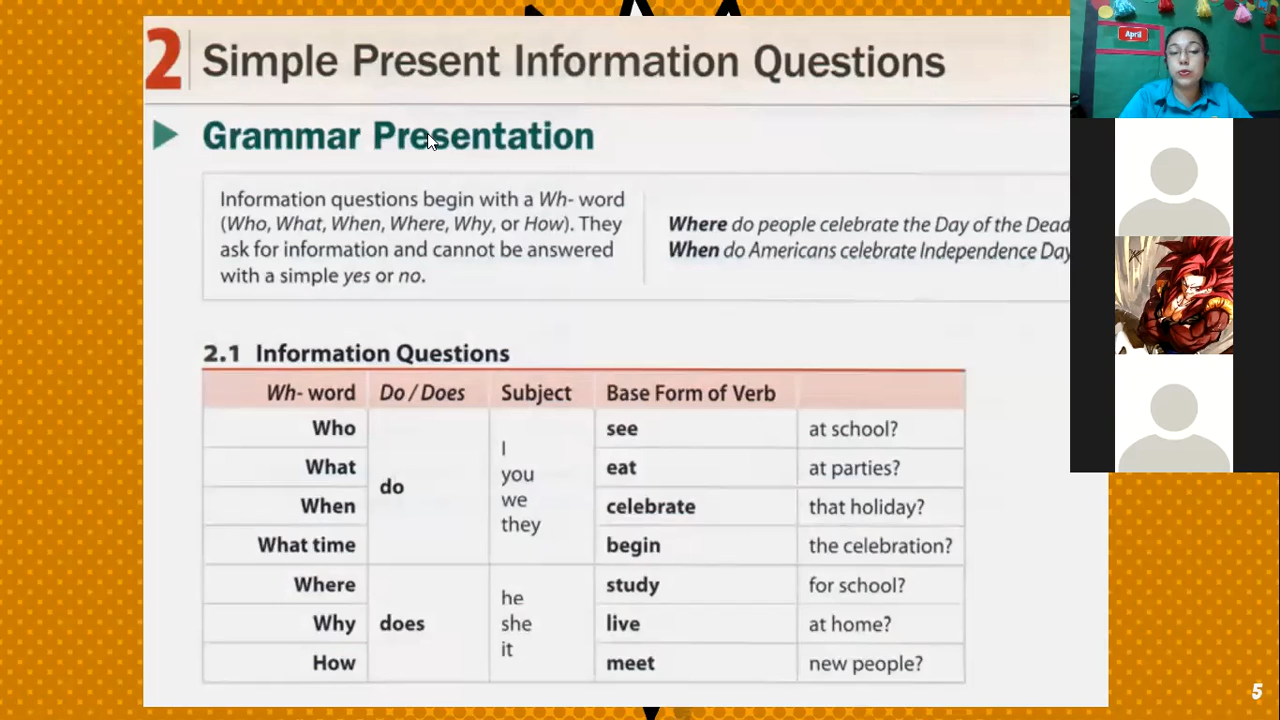 2 Simple Present Information Questions
Grammar Presentation
Information questions begin with a Wh- word
(Who, What, When, Where, Why, or How). They
ask for information and cannot be answered
with a simple yes or no.
Where do people celebrate the Day of the Dead
When do Americans celebrate Independence Day
2.1 Information Questions
Wh- word Do / Does Subject Base Form of Verb
Who see at school?
I
What eat at parties?
you
do
we
When celebrate that holiday?
they
What time begin the celebration?
Where study for school?
he
Why does she live at home?
it
How meet new people?
April
5